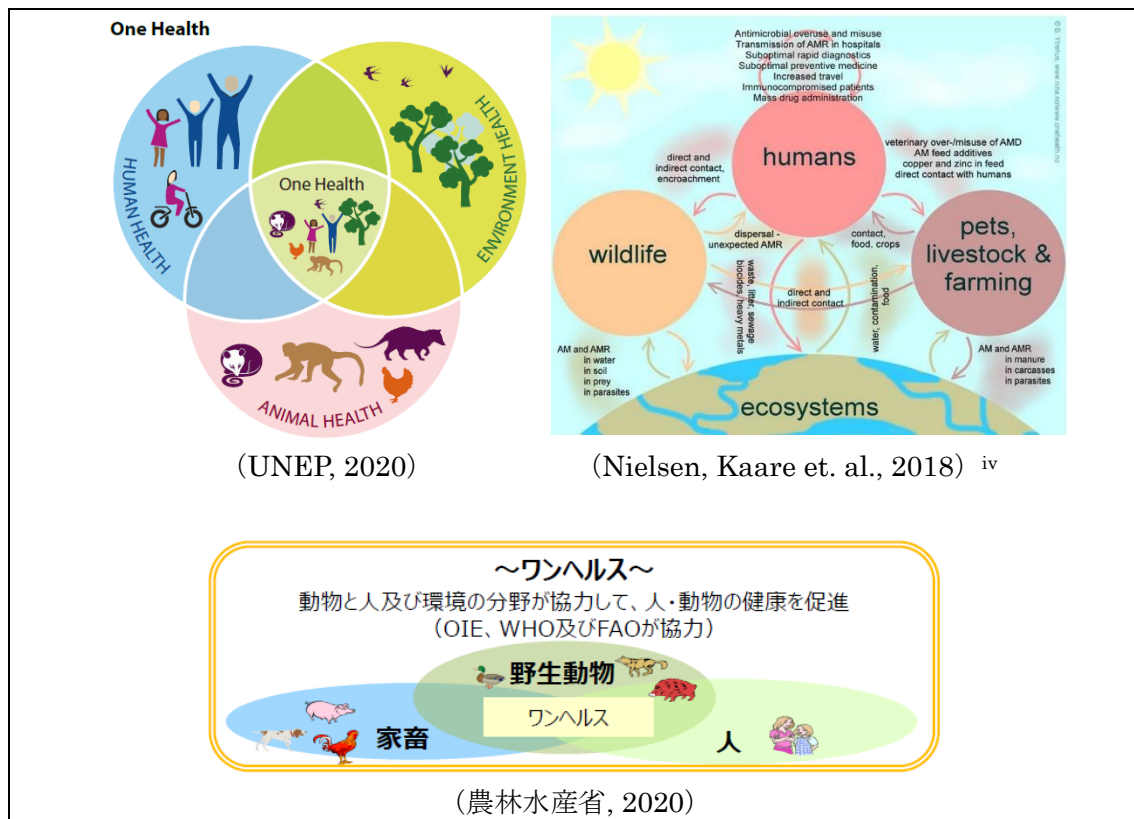 One Health
HUMAN HEALTH
ENVIRONMENT HEALTH
One Health
ANIMAL HEALTH
(UNEP, 2020)
Antimicrobial overuse and misuse
Transmission of AMR in hospitals
Suboptimal rapid diagnostics
Suboptimal preventive medicine
Increased travel
Immunocompromised patients
Mass drug administration
humans
direct and
indirect contact,
encroachment
veterinary over-/misuse of AMD
AM feed additives
copper and zinc in feed
direct contact with humans
wildlife
dispersal -
unexpected AMR
contact,
food, crops
pets,
livestock &
farming
waste, litter, sewage
biocides, heavy metals
direct and
indirect contact
water, contamination,
food
AM and AMR
in water
in soil
in prey
in parasites
AM and AMR
in manure
in carcasses
in parasites
ecosystems
(Nielsen, Kaare et. al., 2018) iv
～ワンヘルス～
動物と人及び環境の分野が協力して、人・動物の健康を促進
（OIE、WHO及びFAOが協力）
野生動物
ワンヘルス
家畜
人
（農林水産省, 2020）